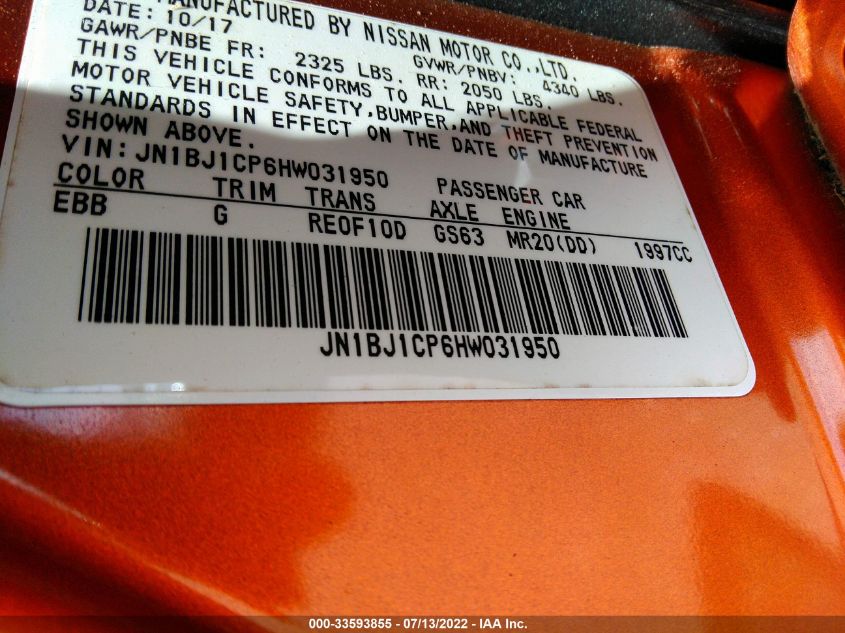 MANUFACTURED BY NISSAN MOTOR CO.,LTD.
DATE: 10/17 GVWR/PNBV: 4340 LBS.
GAWR/PNBE FR: 2325 LBS. RR: 2050 LBS.
THIS VEHICLE CONFORMS TO ALL APPLICABLE FEDERAL
MOTOR VEHICLE SAFETY,BUMPER,AND THEFT PREVENTION
STANDARDS IN EFFECT ON THE DATE OF MANUFACTURE
SHOWN ABOVE.
VIN:JN1BJ1CP6HW031950 PASSENGER CAR
COLOR TRIM TRANS AXLE ENGINE
EBB G RE0F10D GS63 MR20(DD) 1997CC
JN1BJ1CP6HW031950
000-33593855 — 07/13/2022 — IAA Inc.